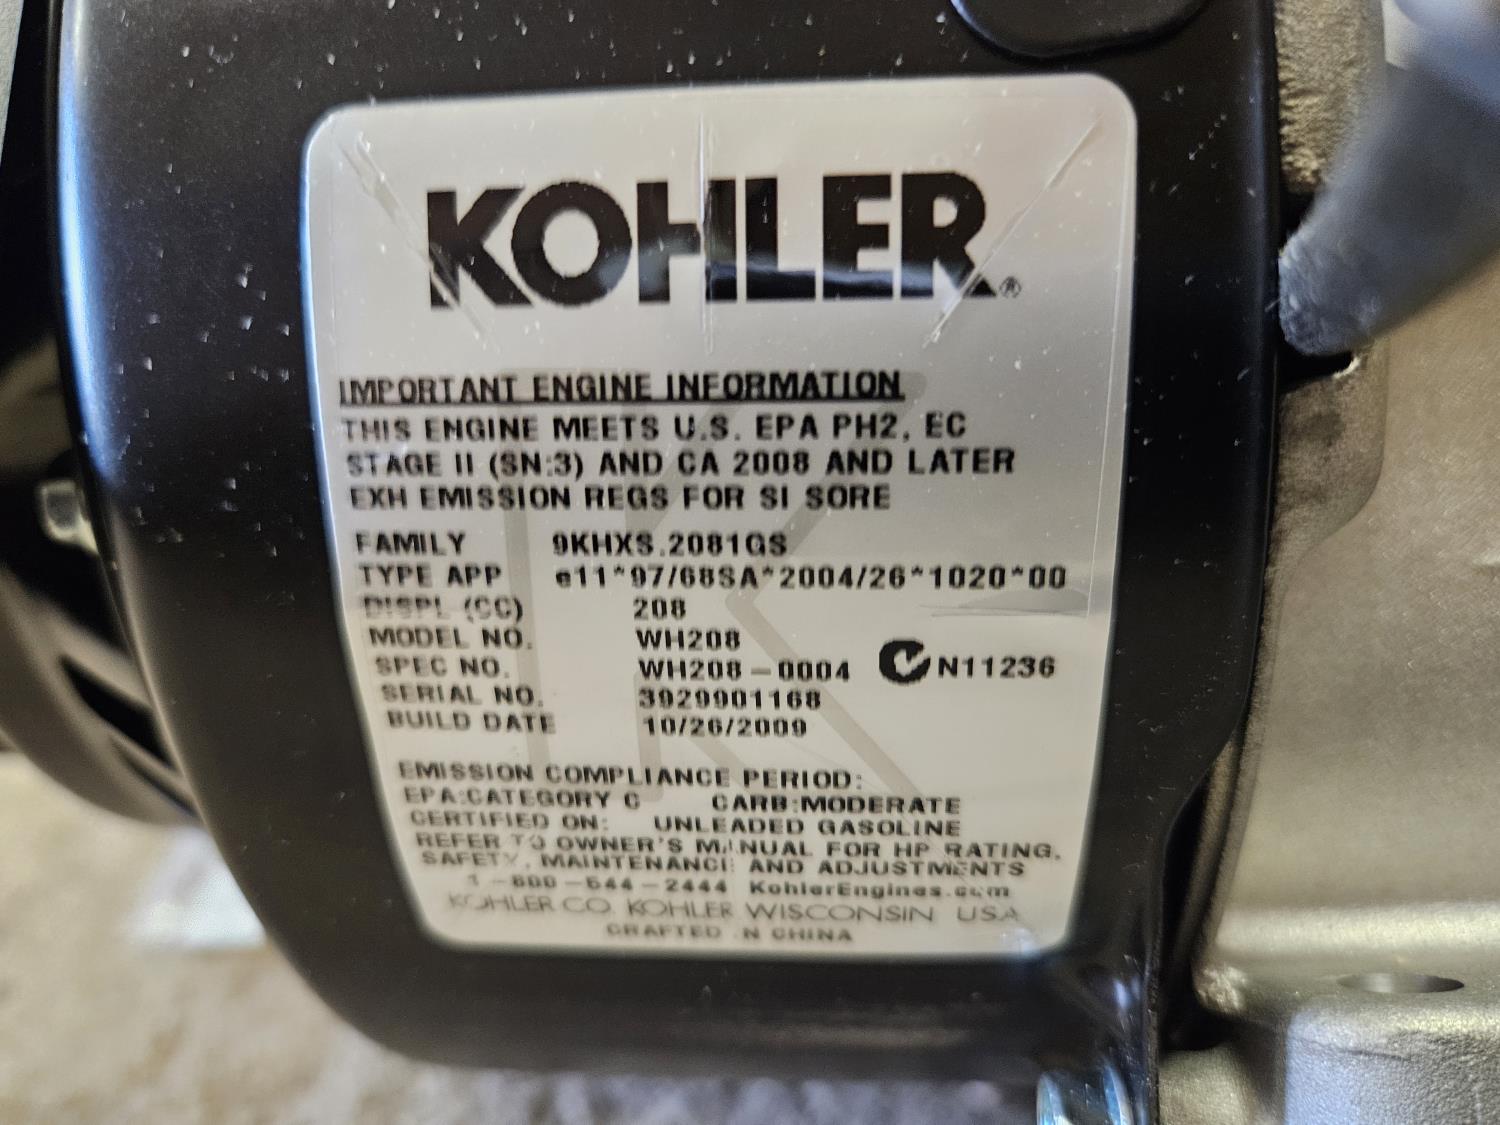 KOHLER®
IMPORTANT ENGINE INFORMATION
THIS ENGINE MEETS U.S. EPA PH2, EC
STAGE II (SN:3) AND CA 2008 AND LATER
EXH EMISSION REGS FOR SI SORE
FAMILY 9KHXS.2081GS
TYPE APP e11*97/68SA*2004/26*1020*00
DISPL (CC) 208
MODEL NO. WH208
SPEC NO. WH208-0004 N11236
SERIAL NO. 3929901168
BUILD DATE 10/26/2009
EMISSION COMPLIANCE PERIOD:
EPA:CATEGORY C CARB:MODERATE
CERTIFIED ON: UNLEADED GASOLINE
REFER TO OWNER'S MANUAL FOR HP RATING,
SAFETY, MAINTENANCE AND ADJUSTMENTS
1-800-544-2444 KohlerEngines.com
KOHLER CO. KOHLER WISCONSIN USA
CRAFTED IN CHINA